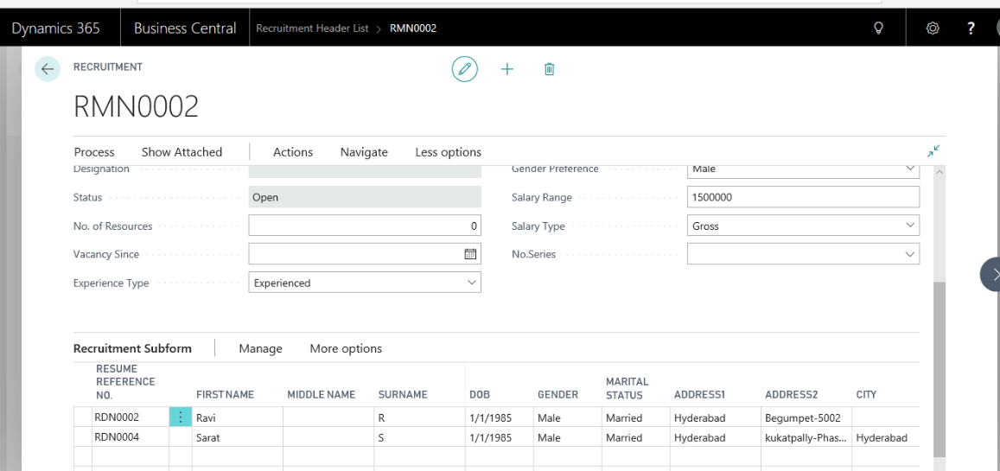 Dynamics 365 Business Central Recruitment Header List > RMN0002 ?
RECRUITMENT
RMN0002
Process Show Attached Actions Navigate Less options
Designation Gender Preference Male
Status Open Salary Range 1500000
No. of Resources 0 Salary Type Gross
Vacancy Since No.Series
Experience Type Experienced
Recruitment Subform Manage More options
RESUME
REFERENCE MARITAL
NO. FIRST NAME MIDDLE NAME SURNAME DOB GENDER STATUS ADDRESS1 ADDRESS2 CITY
RDN0002 Ravi R 1/1/1985 Male Married Hyderabad Begumpet-5002
RDN0004 Sarat S 1/1/1985 Male Married Hyderabad kukatpally-Phas... Hyderabad